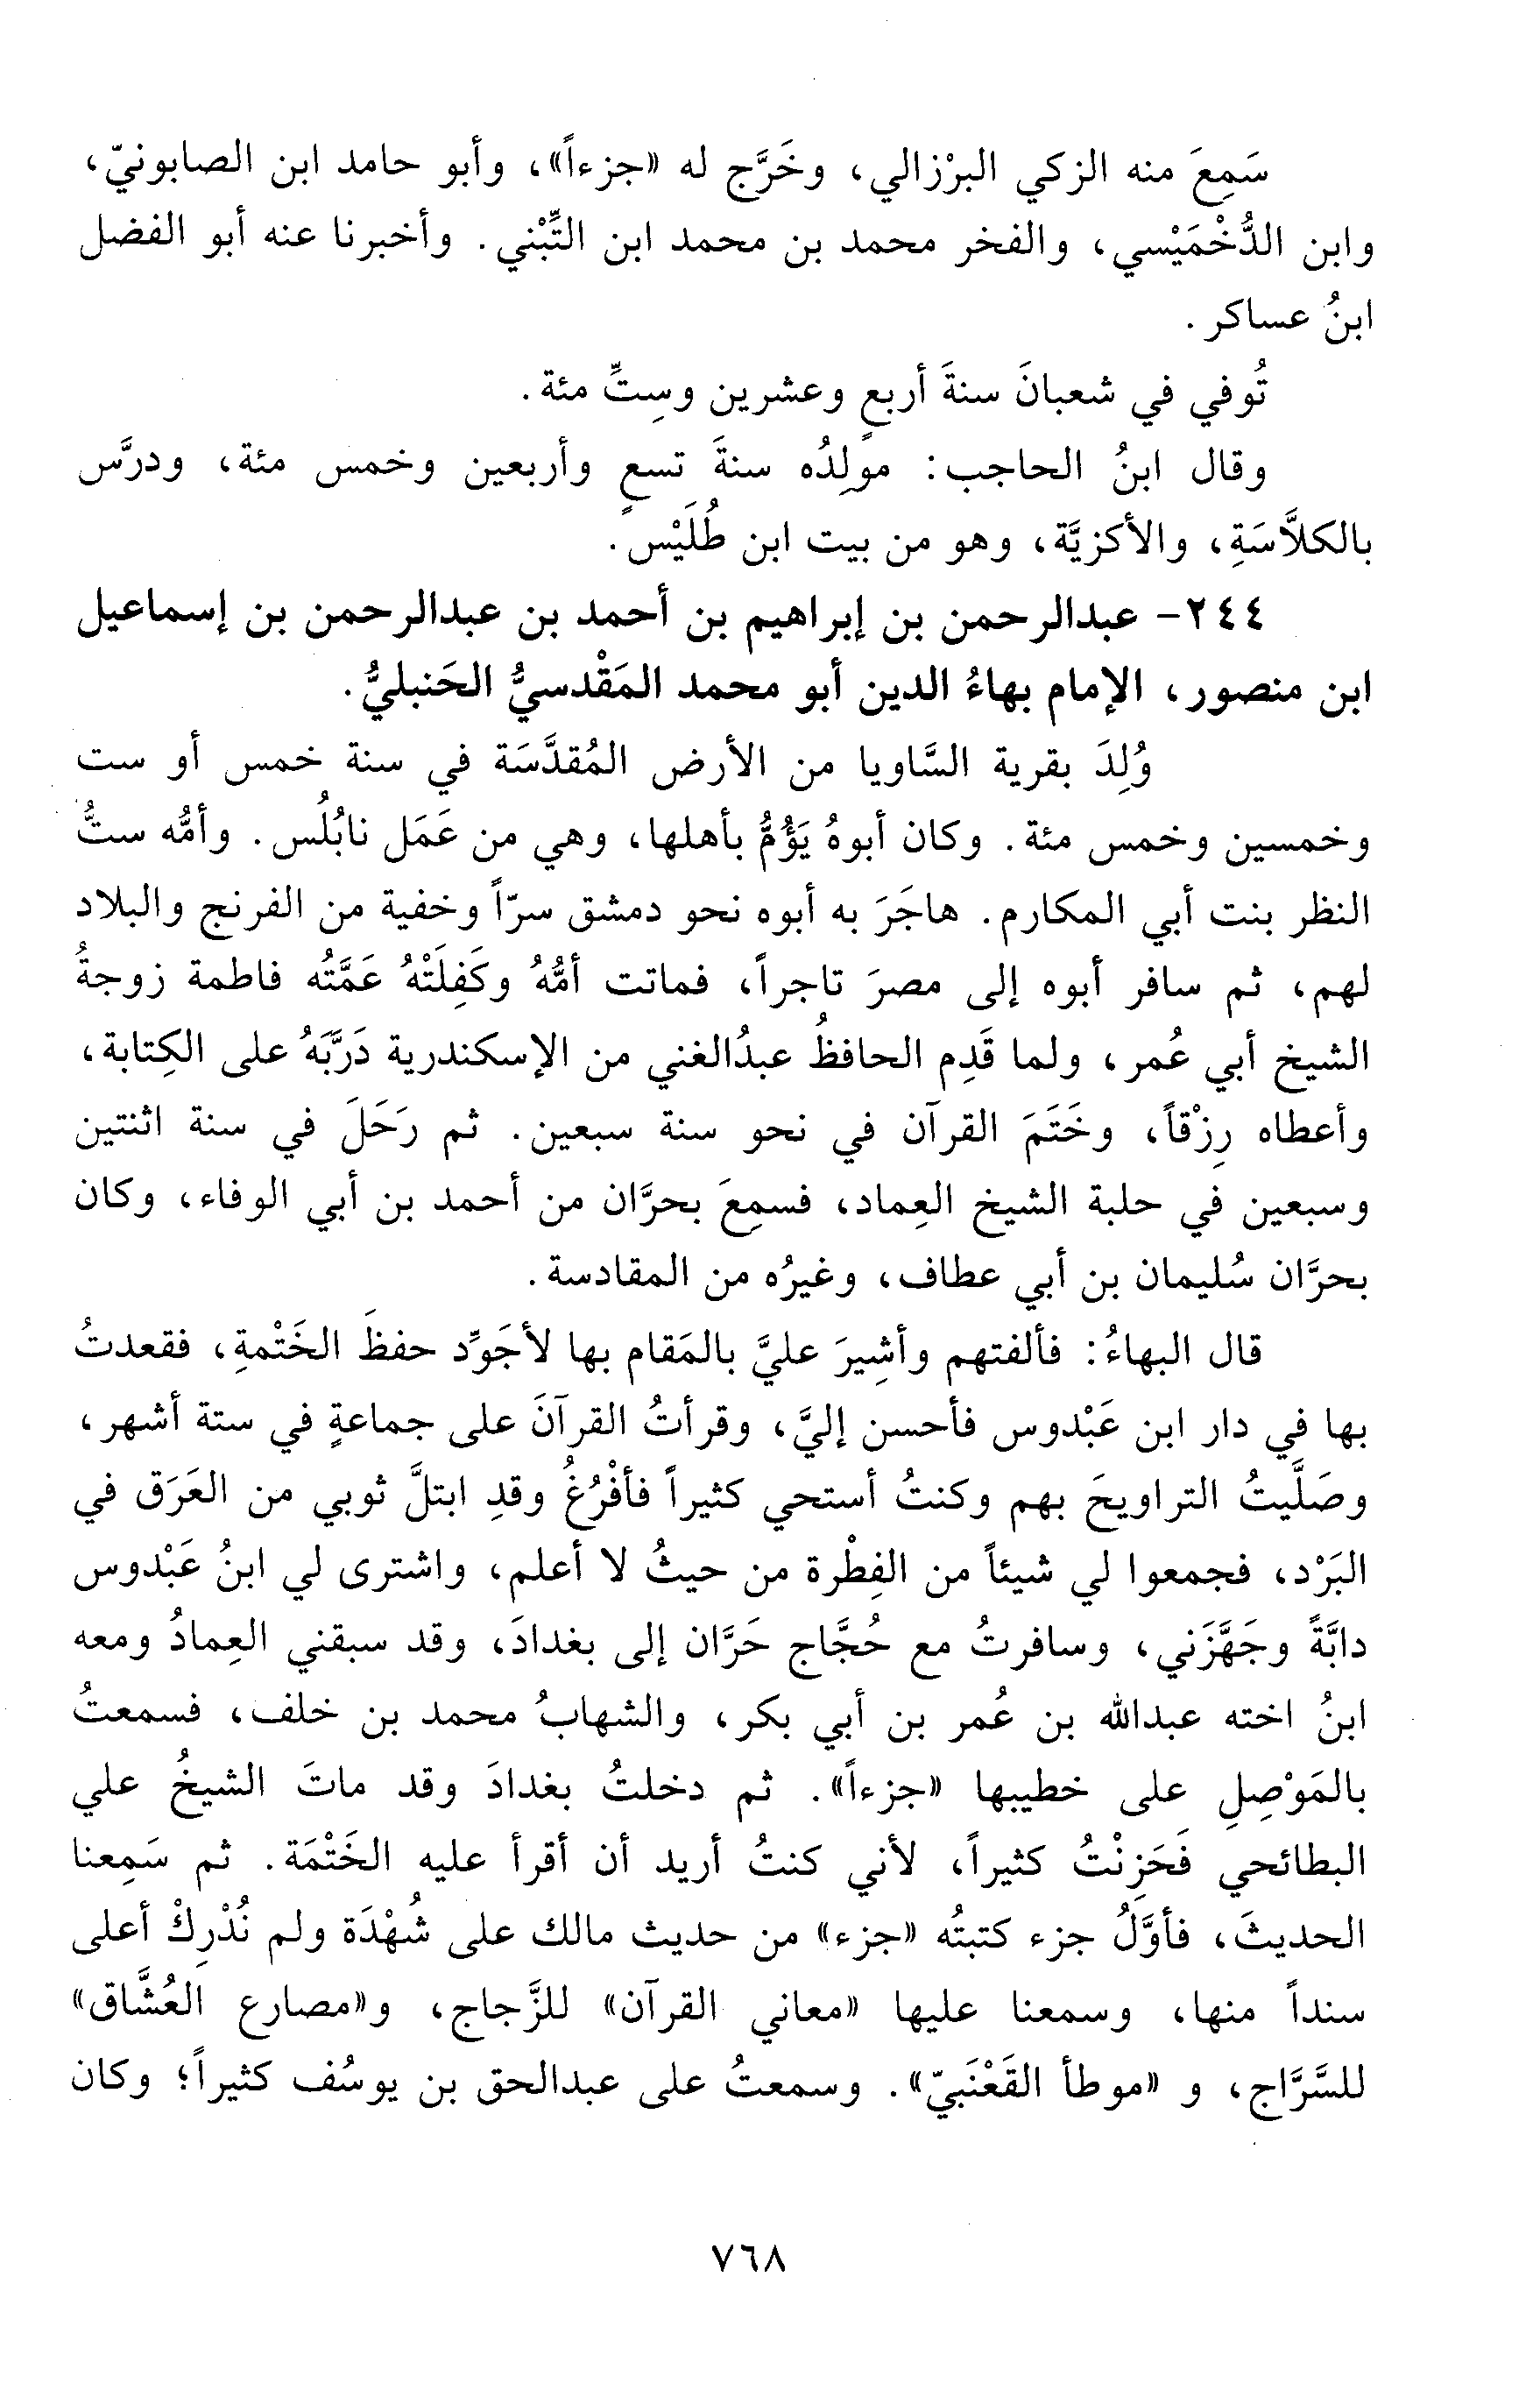 سَمِعَ منه الزكي البرْزالي، وخَرَّج له «جزءاً»، وأبو حامد ابن الصابونيّ،
وابن الدُّخْمَيْسي، والفخر محمد بن محمد ابن التِّبْني. وأخبرنا عنه أبو الفضل
ابنُ عساكر.
تُوفي في شعبانَ سنةَ أربعٍ وعشرين وسِتِّ مئة.
وقال ابنُ الحاجب: مولِدُه سنةَ تسعٍ وأربعين وخمس مئة، ودرَّس
بالكلاَّسَةِ، والأكزيَّة، وهو من بيت ابن طُلَيْس.
٢٤٤- عبدالرحمن بن إبراهيم بن أحمد بن عبدالرحمن بن إسماعيل
ابن منصور، الإمام بهاءُ الدين أبو محمد المَقْدسيُّ الحَنبليُّ.
وُلِدَ بقرية السَّاويا من الأرض المُقدَّسَة في سنة خمس أو ست
وخمسين وخمس مئة. وكان أبوهُ يَؤُمُّ بأهلها، وهي من عَمَل نابُلُس. وأمُّه ستُّ
النظر بنت أبي المكارم. هاجَرَ به أبوه نحو دمشق سرّاً وخفية من الفرنج والبلاد
لهم، ثم سافر أبوه إلى مصرَ تاجراً، فماتت أمُّهُ وكَفِلَتْهُ عَمَّتُه فاطمة زوجةُ
الشيخ أبي عُمر، ولما قَدِم الحافظُ عبدُالغني من الإسكندرية دَرَّبَهُ على الكِتابة،
وأعطاه رِزْقاً، وخَتَمَ القرآن في نحو سنة سبعين. ثم رَحَلَ في سنة اثنتين
وسبعين في حلبة الشيخ العِماد، فسمِعَ بحرَّان من أحمد بن أبي الوفاء، وكان
بحرَّان سُليمان بن أبي عطاف، وغيرُه من المقادسة.
قال البهاءُ: فألفتهم وأشِيرَ عليَّ بالمَقام بها لأجَوِّد حفظَ الخَتْمةِ، فقعدتُ
بها في دار ابن عَبْدوس فأحسن إليَّ، وقرأتُ القرآنَ على جماعةٍ في ستة أشهر،
وصَلَّيتُ التراويحَ بهم وكنتُ أستحي كثيراً فأفْرُغُ وقدِ ابتلَّ ثوبي من العَرَق في
البَرْد، فجمعوا لي شيئاً من الفِطْرة من حيثُ لا أعلم، واشترى لي ابنُ عَبْدوس
دابَّةً وجَهَّزَني، وسافرتُ مع حُجَّاج حَرَّان إلى بغدادَ، وقد سبقني العِمادُ ومعه
ابنُ اخته عبدالله بن عُمر بن أبي بكر، والشهابُ محمد بن خلف، فسمعتُ
بالمَوْصِلِ على خطيبها «جزءاً». ثم دخلتُ بغدادَ وقد ماتَ الشيخُ علي
البطائحي فَحَزِنْتُ كثيراً، لأني كنتُ أريد أن أقرأ عليه الخَتْمَة. ثم سَمِعنا
الحديثَ، فأوَّلُ جزء كتبتُه «جزء» من حديث مالك على شُهْدَة ولم نُدْرِكْ أعلى
سنداً منها، وسمعنا عليها «معاني القرآن» للزَّجاج، و«مصارع العُشَّاق»
للسَّرَّاج، و «موطأ القَعْنَبيّ». وسمعتُ على عبدالحق بن يوسُف كثيراً؛ وكان
٧٦٨